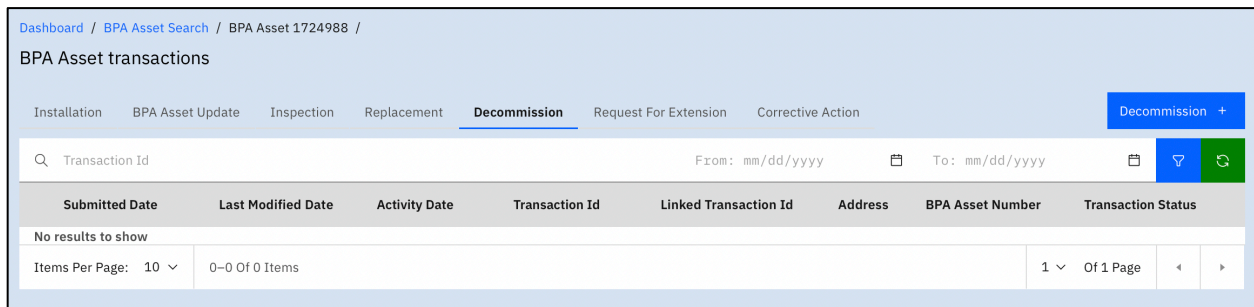 Dashboard / BPA Asset Search / BPA Asset 1724988 /
BPA Asset transactions
Installation BPA Asset Update Inspection Replacement Decommission Request For Extension Corrective Action Decommission +
Transaction Id From: mm/dd/yyyy To: mm/dd/yyyy
Submitted Date Last Modified Date Activity Date Transaction Id Linked Transaction Id Address BPA Asset Number Transaction Status
No results to show
Items Per Page: 10 0–0 Of 0 Items 1 Of 1 Page